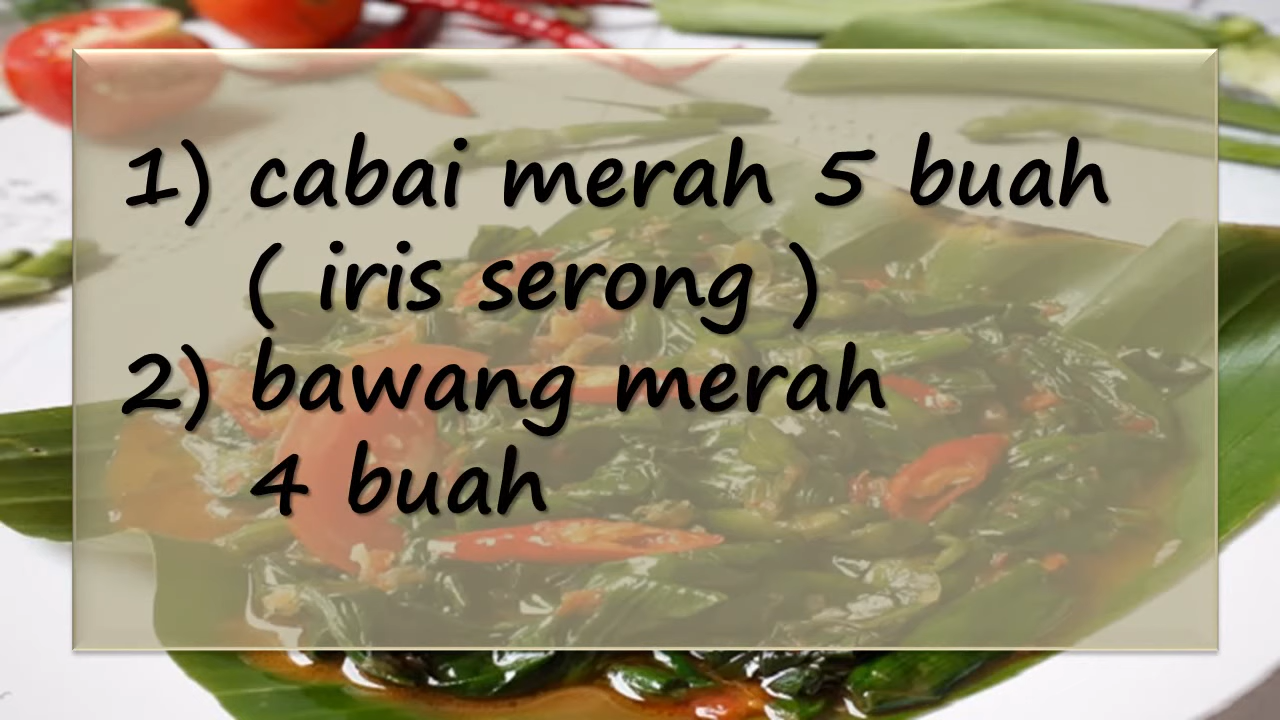 1) cabai merah 5 buah
( iris serong )
2) bawang merah
4 buah